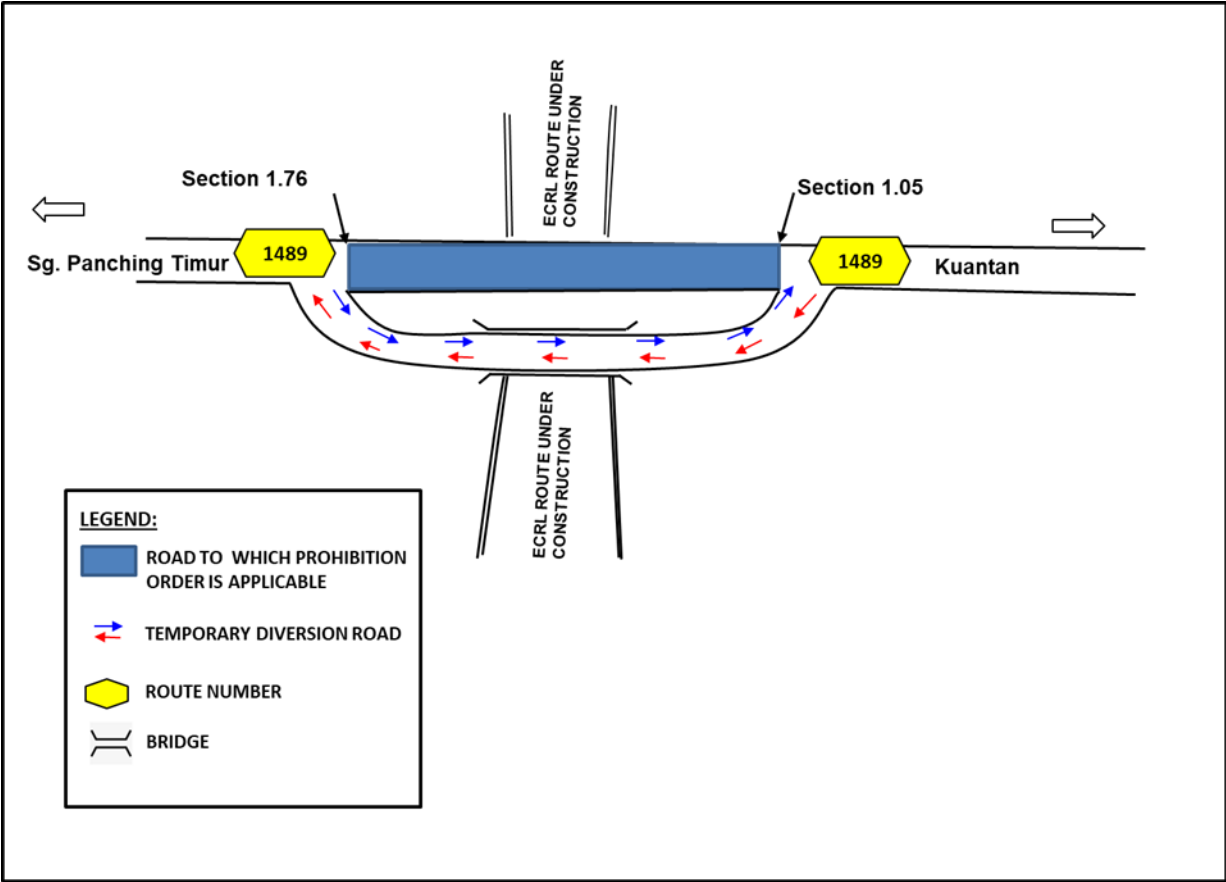 ECRL ROUTE UNDER
CONSTRUCTION
Section 1.76
Section 1.05
1489
1489
Sg. Panching Timur
Kuantan
ECRL ROUTE UNDER
CONSTRUCTION
LEGEND:
ROAD TO WHICH PROHIBITION
ORDER IS APPLICABLE
TEMPORARY DIVERSION ROAD
ROUTE NUMBER
BRIDGE